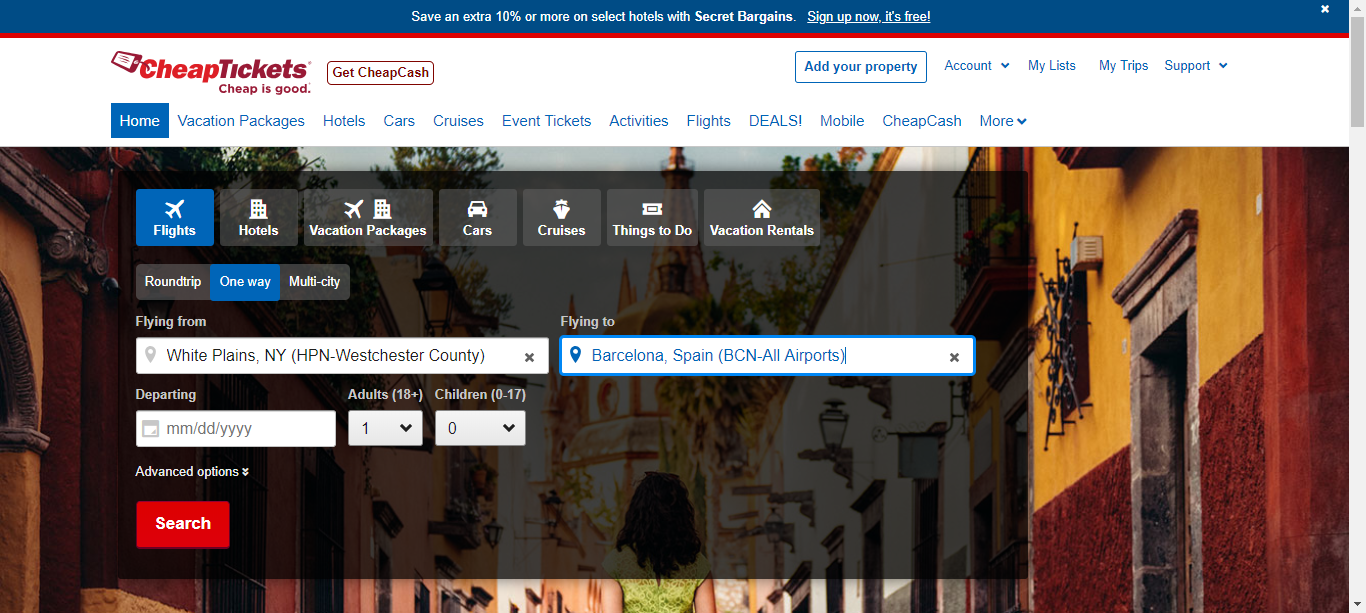 Save an extra 10% or more on select hotels with Secret Bargains. Sign up now, it's free!
CheapTickets
Cheap is good.
Get CheapCash
Add your property
Account
My Lists
My Trips
Support
Home
Vacation Packages
Hotels
Cars
Cruises
Event Tickets
Activities
Flights
DEALS!
Mobile
CheapCash
More
Flights
Hotels
Vacation Packages
Cars
Cruises
Things to Do
Vacation Rentals
Roundtrip
One way
Multi-city
Flying from
Flying to
White Plains, NY (HPN-Westchester County)
Barcelona, Spain (BCN-All Airports)
Departing
Adults (18+)
Children (0-17)
mm/dd/yyyy
1
0
Advanced options
Search